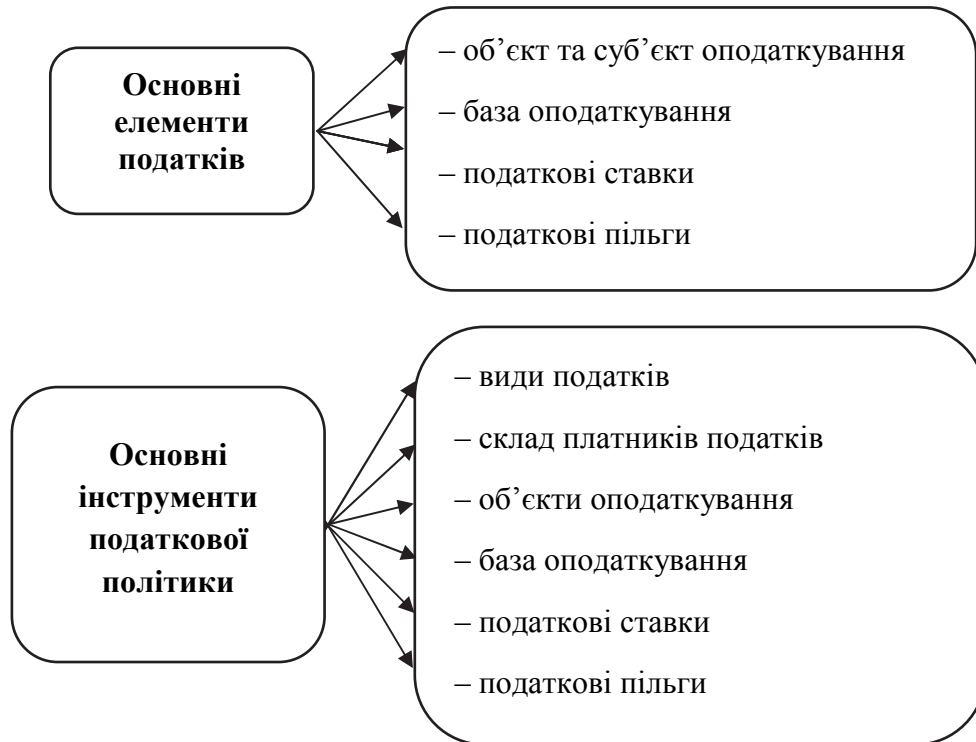 Основні
елементи
податків
– об’єкт та суб’єкт оподаткування
– база оподаткування
– податкові ставки
– податкові пільги
Основні
інструменти
податкової
політики
– види податків
– склад платників податків
– об’єкти оподаткування
– база оподаткування
– податкові ставки
– податкові пільги